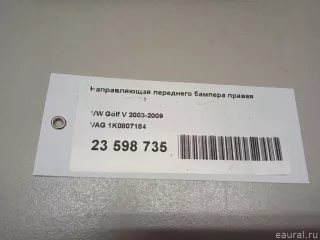 Направляющая переднего бампера правая
VW Golf V 2003-2009
VAG 1K0807184
23 598 735
eaural.ru